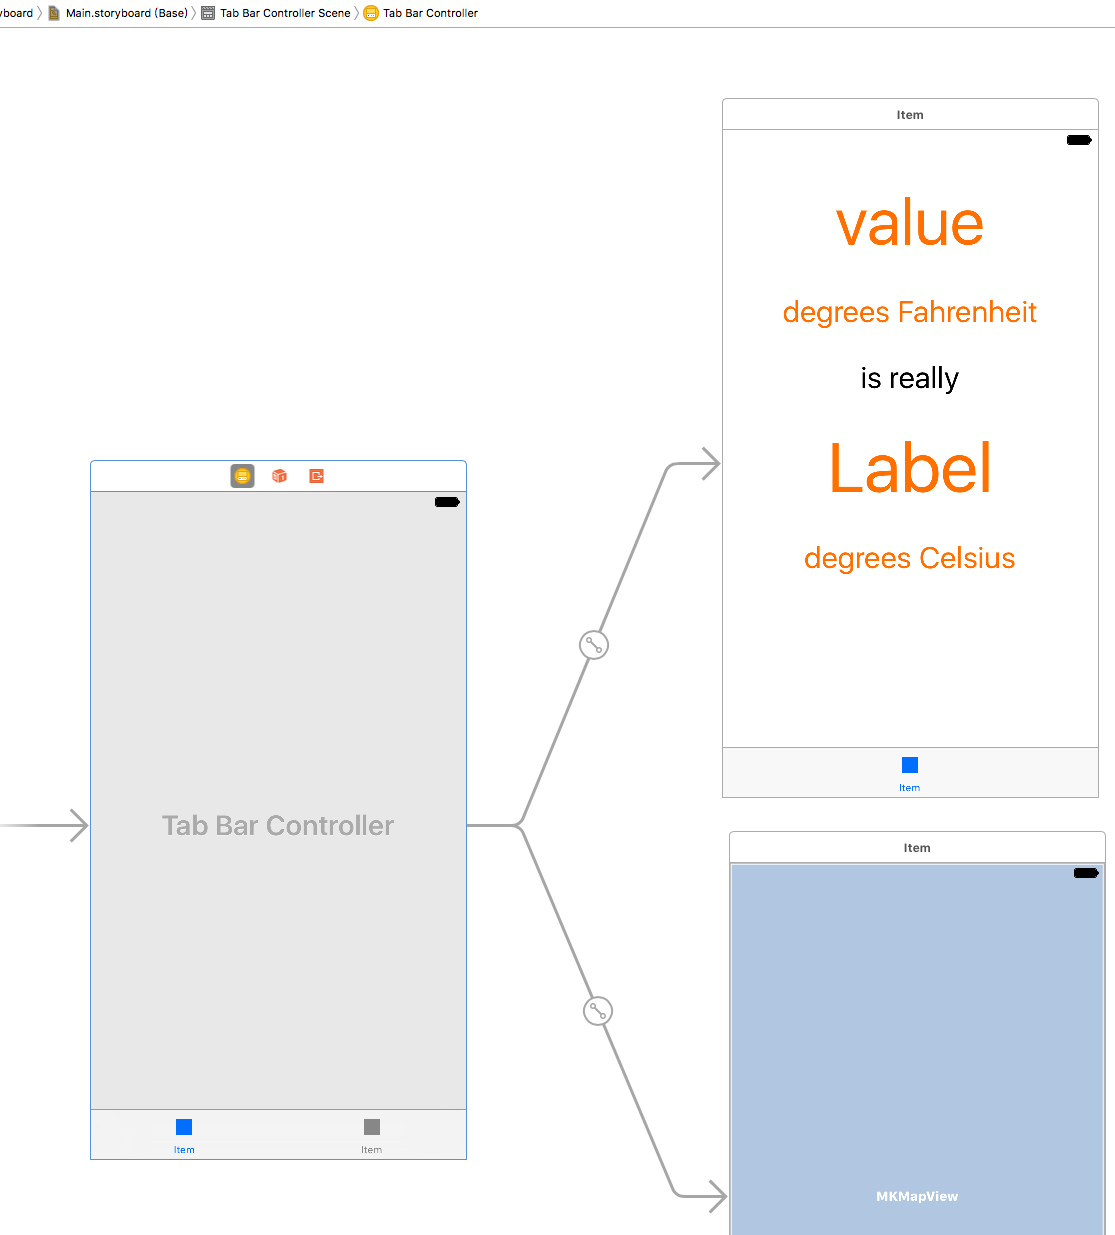 yboard Main.storyboard (Base) Tab Bar Controller Scene Tab Bar Controller
Item
value
degrees Fahrenheit
is really
Label
degrees Celsius
Item
Tab Bar Controller
Item Item
Item
MKMapView